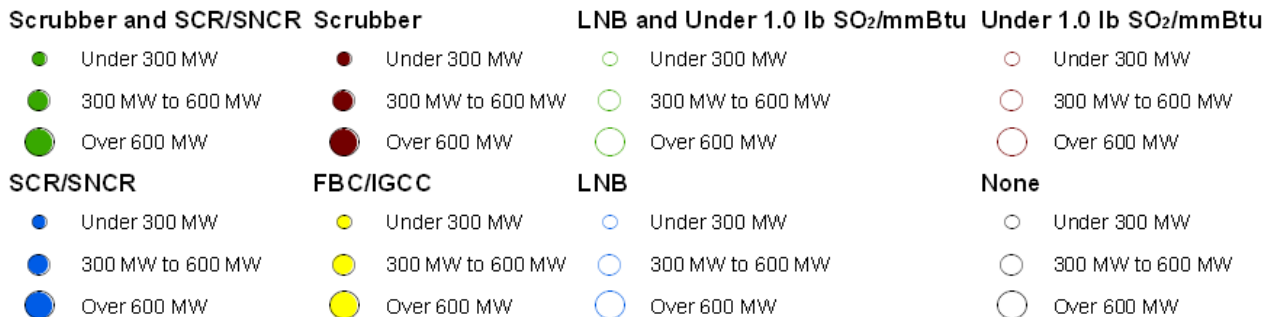 Scrubber and SCR/SNCR Scrubber LNB and Under 1.0 lb SO₂/mmBtu Under 1.0 lb SO₂/mmBtu
Under 300 MW Under 300 MW Under 300 MW Under 300 MW
300 MW to 600 MW 300 MW to 600 MW 300 MW to 600 MW 300 MW to 600 MW
Over 600 MW Over 600 MW Over 600 MW Over 600 MW
SCR/SNCR FBC/IGCC LNB None
Under 300 MW Under 300 MW Under 300 MW Under 300 MW
300 MW to 600 MW 300 MW to 600 MW 300 MW to 600 MW 300 MW to 600 MW
Over 600 MW Over 600 MW Over 600 MW Over 600 MW